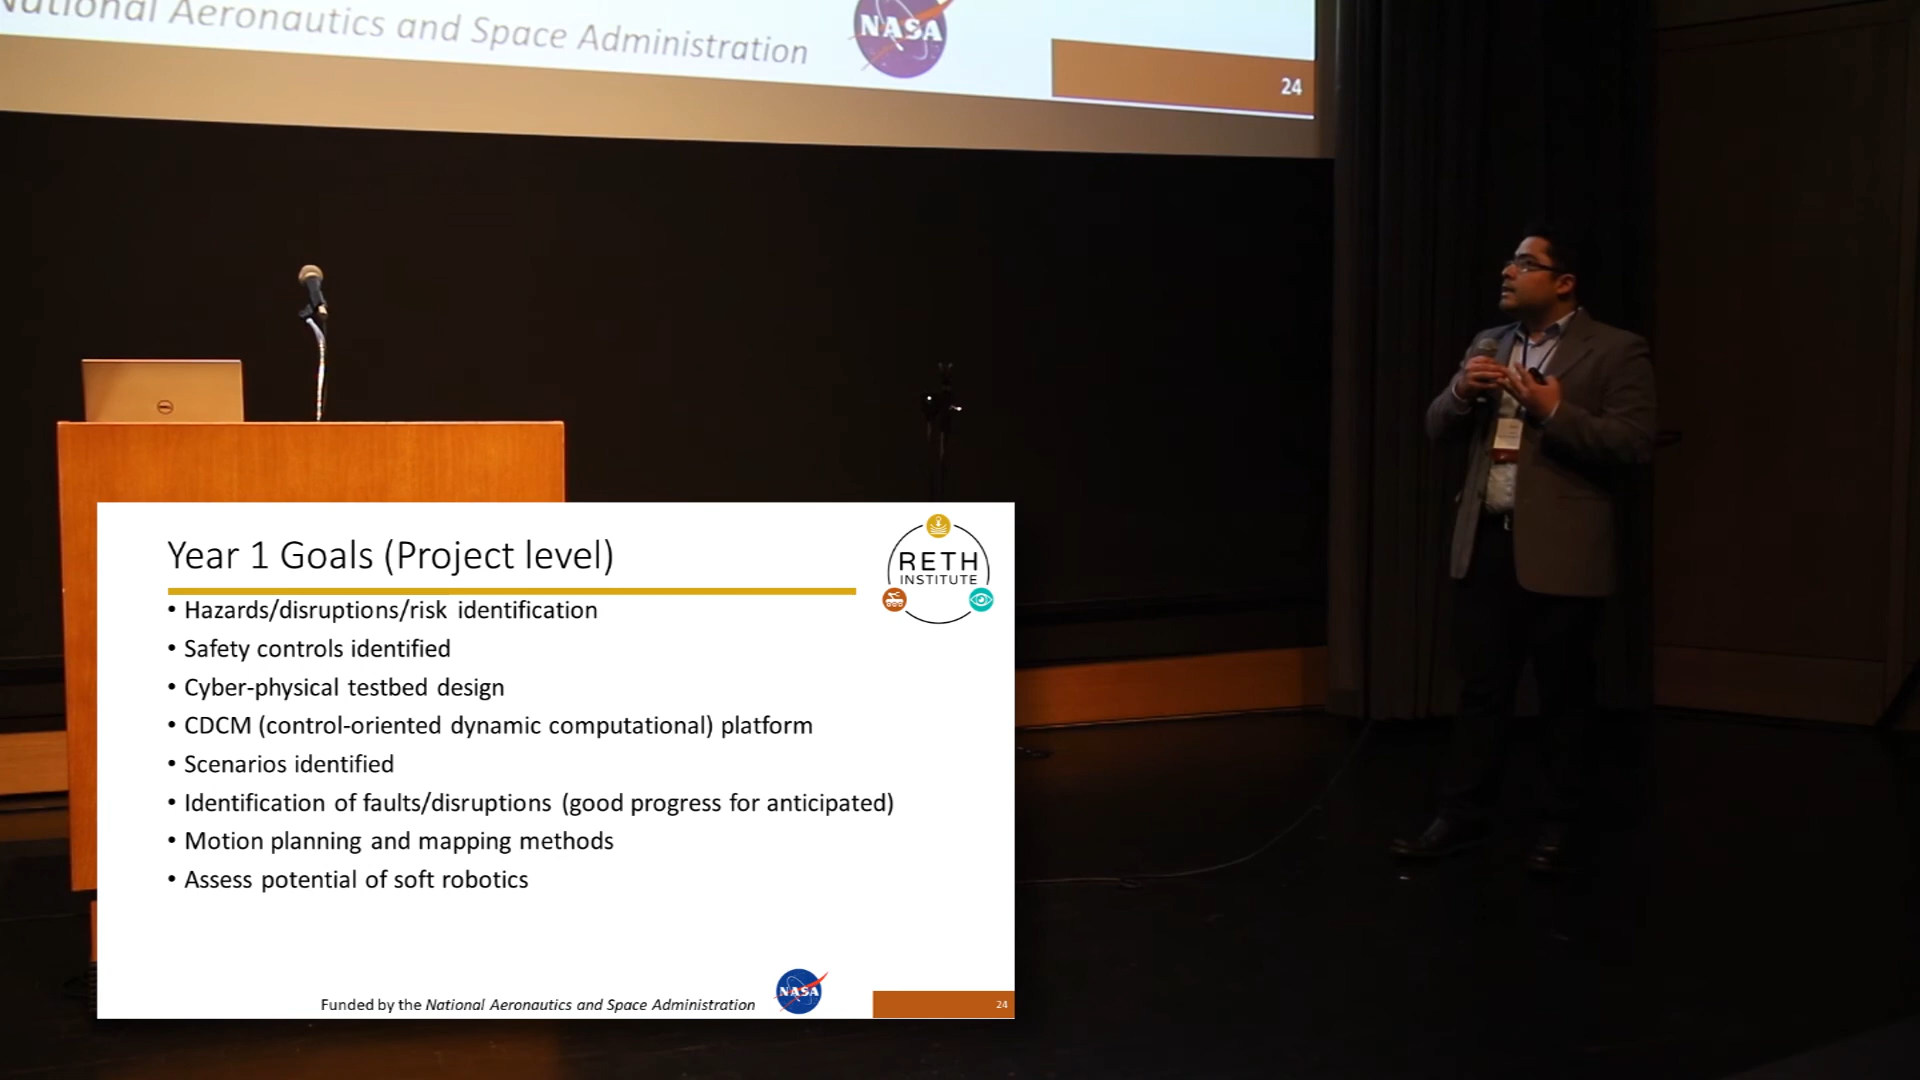 National Aeronautics and Space Administration
NASA
24
Year 1 Goals (Project level)
RETH
INSTITUTE
• Hazards/disruptions/risk identification
• Safety controls identified
• Cyber-physical testbed design
• CDCM (control-oriented dynamic computational) platform
• Scenarios identified
• Identification of faults/disruptions (good progress for anticipated)
• Motion planning and mapping methods
• Assess potential of soft robotics
Funded by the National Aeronautics and Space Administration
NASA
24